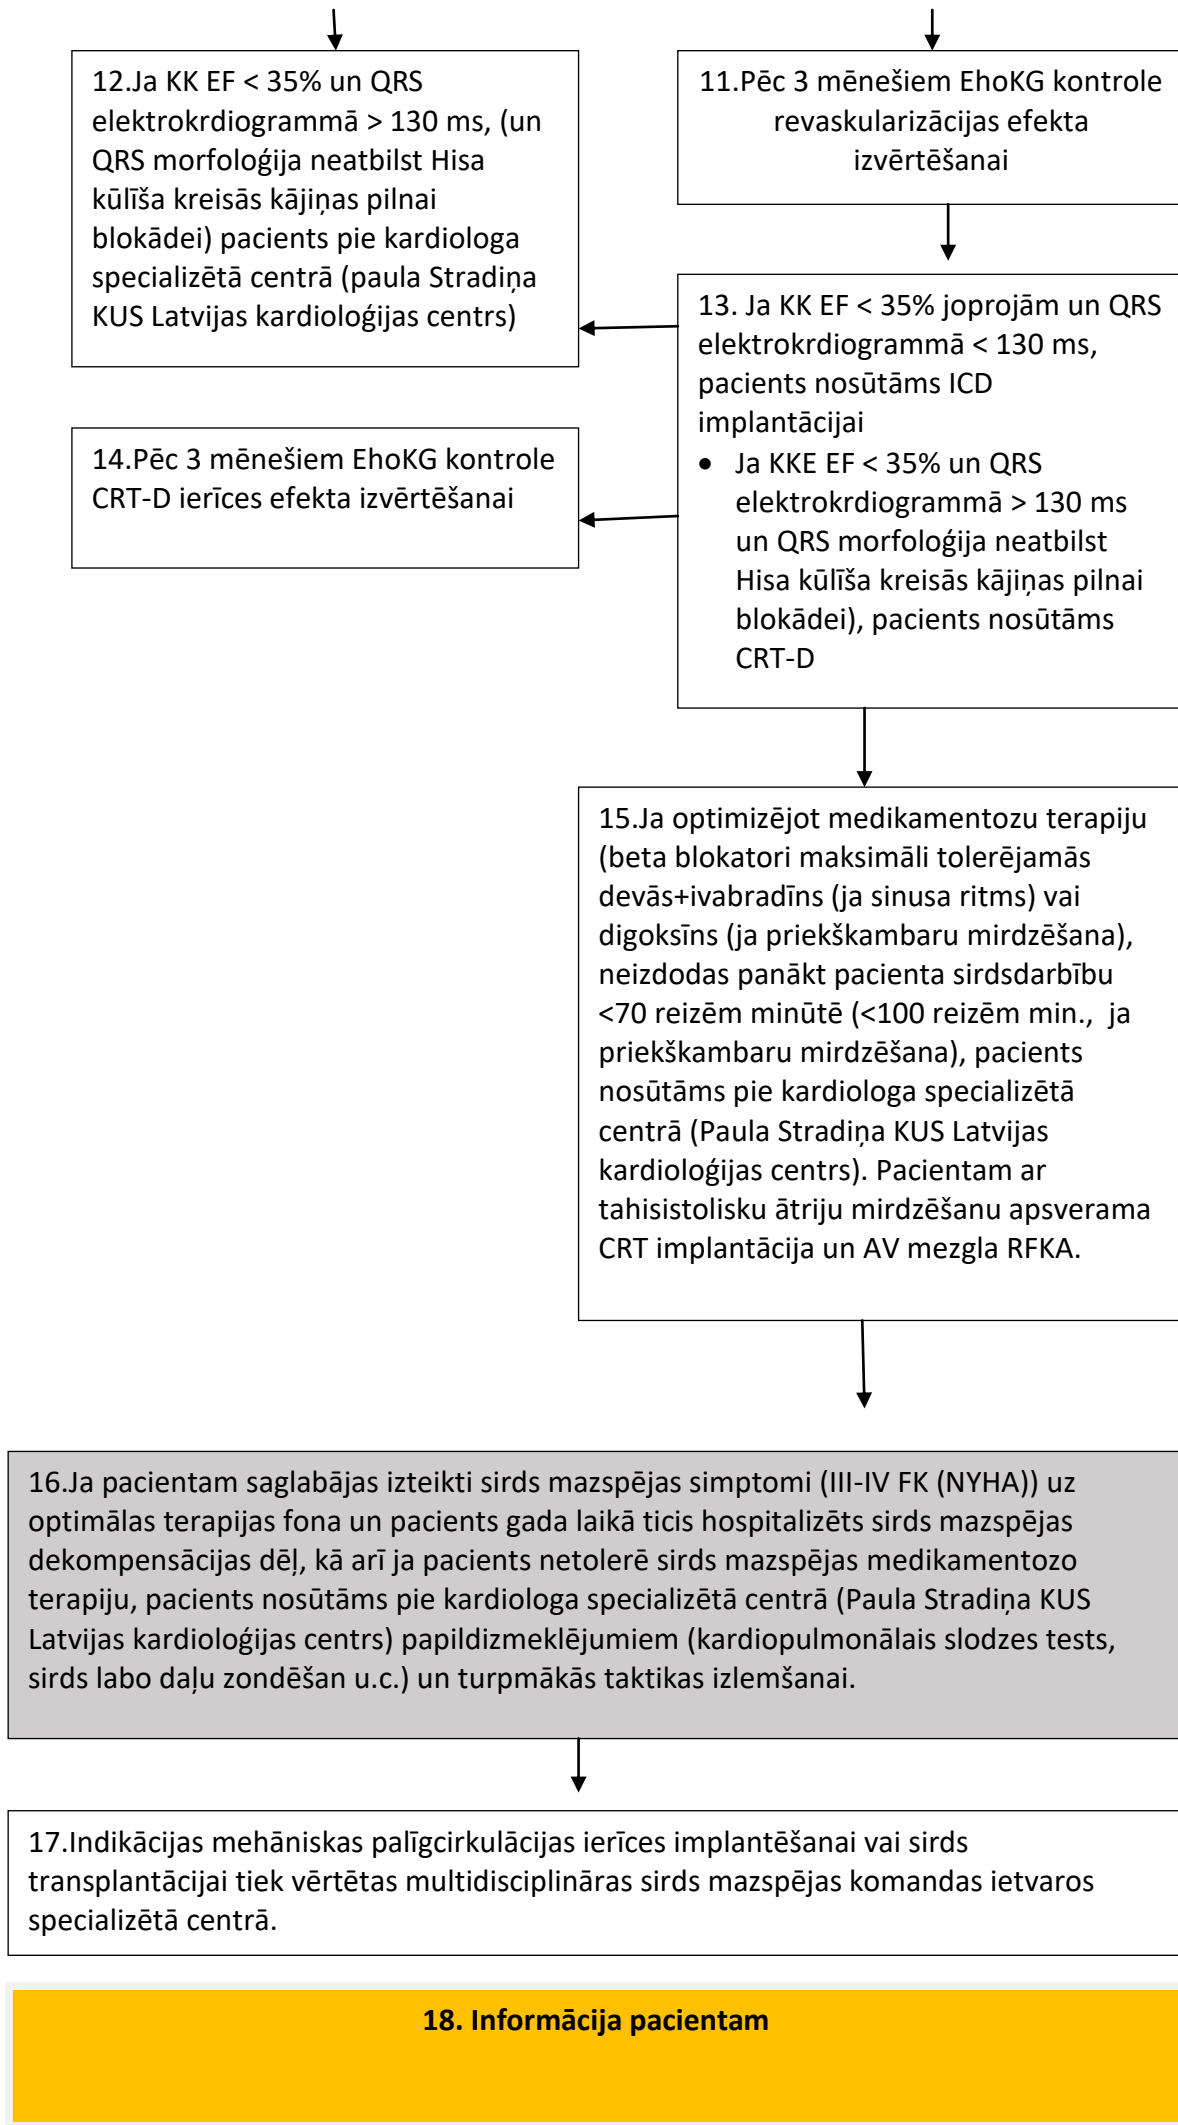 12.Ja KK EF < 35% un QRS
elektrokrdiogrammā > 130 ms, (un
QRS morfoloģija neatbilst Hisa
kūlīša kreisās kājiņas pilnai
blokādei) pacients pie kardiologa
specializētā centrā (paula Stradiņa
KUS Latvijas kardioloģijas centrs)
11.Pēc 3 mēnešiem EhoKG kontrole
revaskularizācijas efekta
izvērtēšanai
13. Ja KK EF < 35% joprojām un QRS
elektrokrdiogrammā < 130 ms,
pacients nosūtāms ICD
implantācijai
• Ja KKE EF < 35% un QRS
elektrokrdiogrammā > 130 ms
un QRS morfoloģija neatbilst
Hisa kūlīša kreisās kājiņas pilnai
blokādei), pacients nosūtāms
CRT-D
14.Pēc 3 mēnešiem EhoKG kontrole
CRT-D ierīces efekta izvērtēšanai
15.Ja optimizējot medikamentozu terapiju
(beta blokatori maksimāli tolerējamās
devās+ivabradīns (ja sinusa ritms) vai
digoksīns (ja priekškambaru mirdzēšana),
neizdodas panākt pacienta sirdsdarbību
<70 reizēm minūtē (<100 reizēm min., ja
priekškambaru mirdzēšana), pacients
nosūtāms pie kardiologa specializētā
centrā (Paula Stradiņa KUS Latvijas
kardioloģijas centrs). Pacientam ar
tahisistolisku ātriju mirdzēšanu apsverama
CRT implantācija un AV mezgla RFKA.
16.Ja pacientam saglabājas izteikti sirds mazspējas simptomi (III-IV FK (NYHA)) uz
optimālas terapijas fona un pacients gada laikā ticis hospitalizēts sirds mazspējas
dekompensācijas dēļ, kā arī ja pacients netolerē sirds mazspējas medikamentozo
terapiju, pacients nosūtāms pie kardiologa specializētā centrā (Paula Stradiņa KUS
Latvijas kardioloģijas centrs) papildizmeklējumiem (kardiopulmonālais slodzes tests,
sirds labo daļu zondēšan u.c.) un turpmākās taktikas izlemšanai.
17.Indikācijas mehāniskas palīgcirkulācijas ierīces implantēšanai vai sirds
transplantācijai tiek vērtētas multidisciplināras sirds mazspējas komandas ietvaros
specializētā centrā.
18. Informācija pacientam